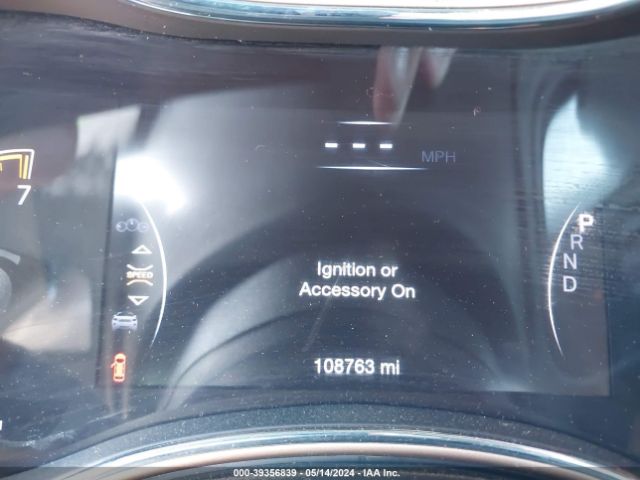 - - -
MPH
7
P
R
N
D
SPEED
Ignition or
Accessory On
108763 mi
000-39356839 - 05/14/2024 - IAA Inc.